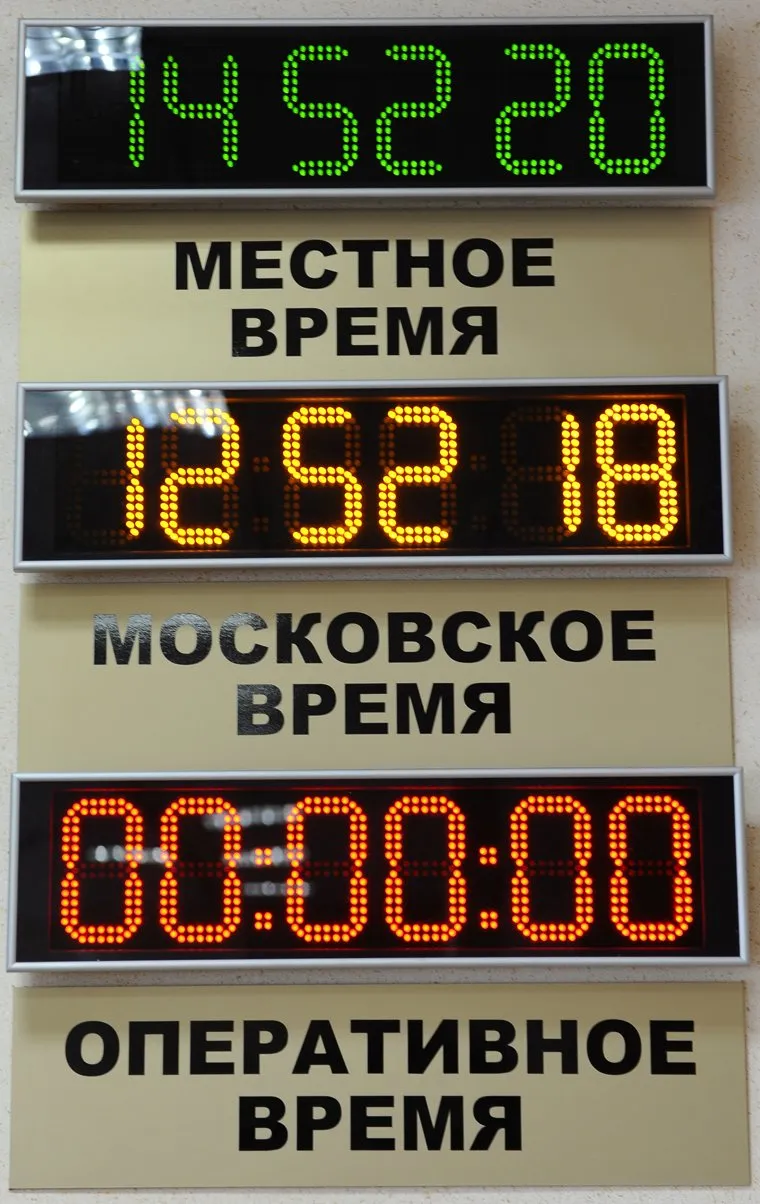 14 52 20
МЕСТНОЕ
ВРЕМЯ
12 52 18
МОСКОВСКОЕ
ВРЕМЯ
00:00:00
ОПЕРАТИВНОЕ
ВРЕМЯ